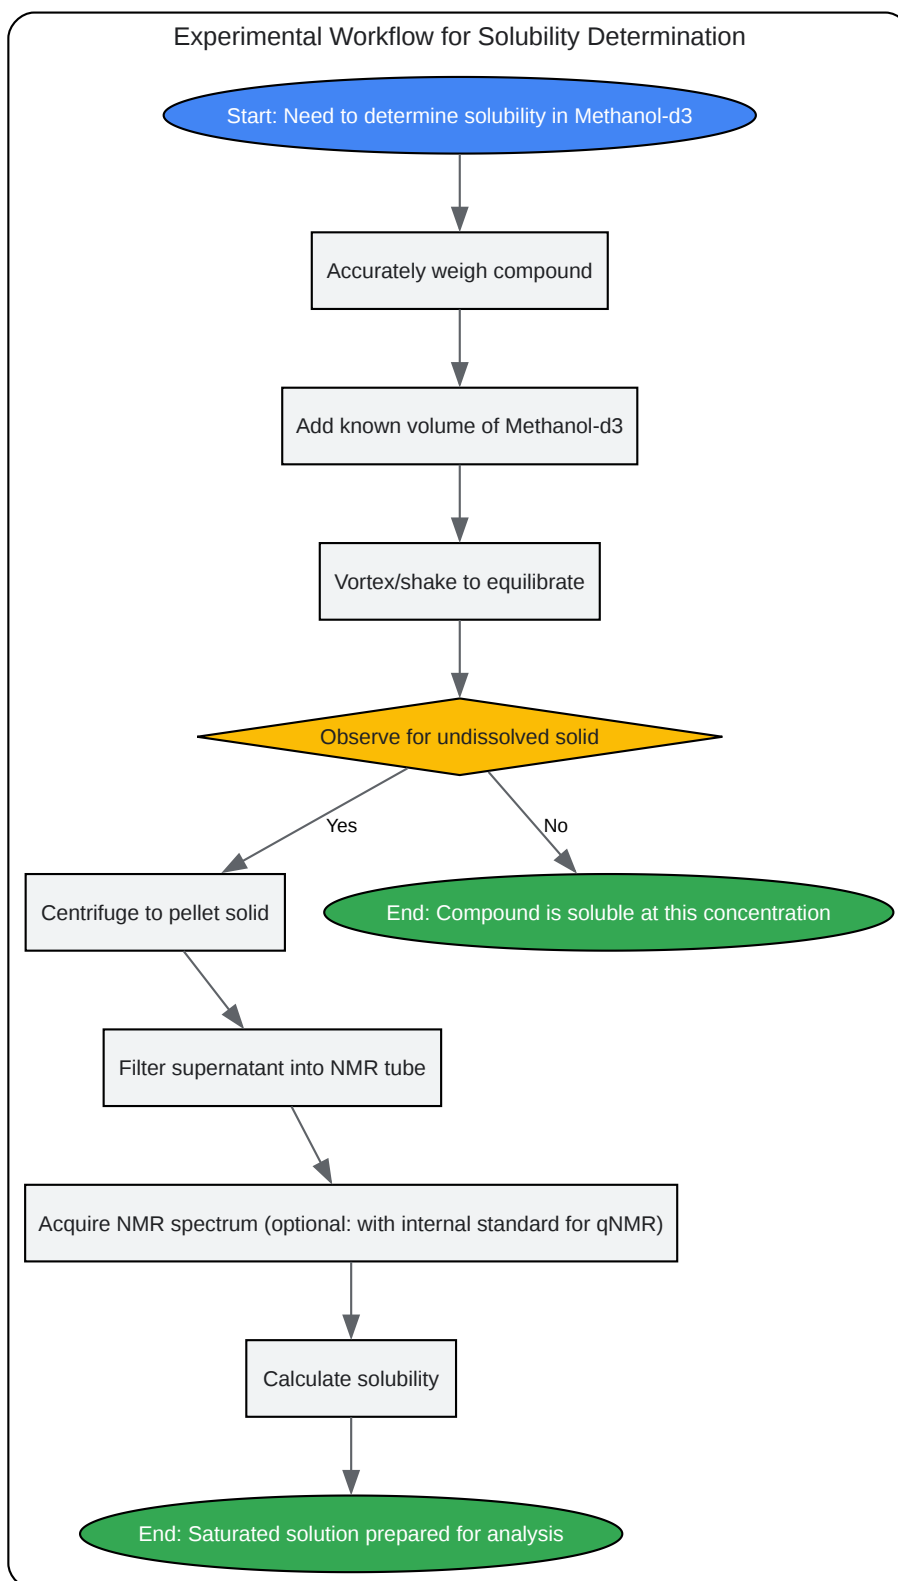 Experimental Workflow for Solubility Determination
Start: Need to determine solubility in Methanol-d3
Accurately weigh compound
Add known volume of Methanol-d3
Vortex/shake to equilibrate
Observe for undissolved solid
Yes
No
Centrifuge to pellet solid
End: Compound is soluble at this concentration
Filter supernatant into NMR tube
Acquire NMR spectrum (optional: with internal standard for qNMR)
Calculate solubility
End: Saturated solution prepared for analysis